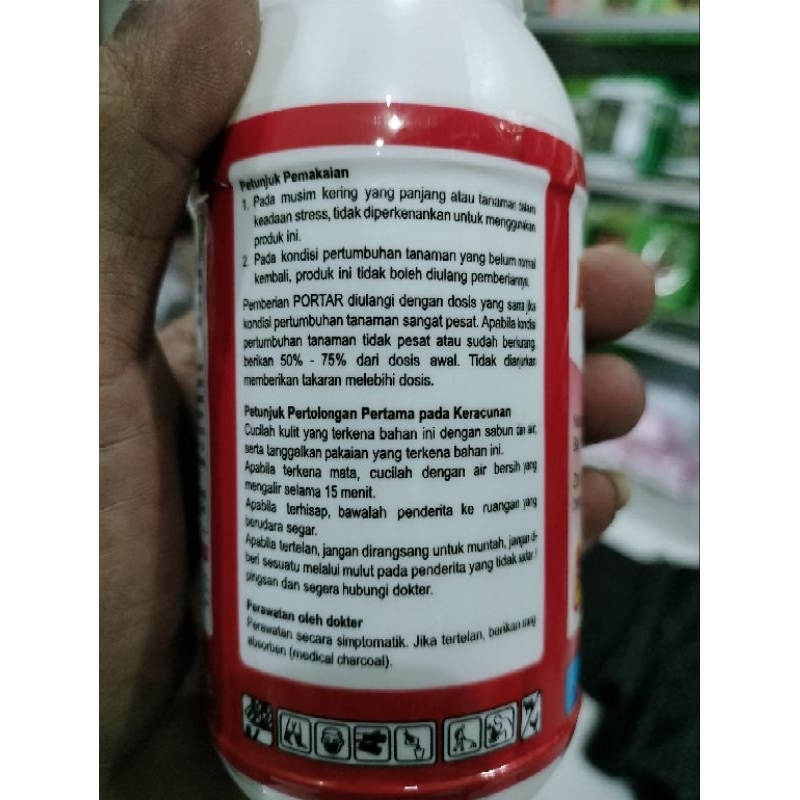 Petunjuk Pemakaian
1. Pada musim kering yang panjang atau tanaman dalam
keadaan stress, tidak diperkenankan untuk menggunakan
produk ini.
2. Pada kondisi pertumbuhan tanaman yang belum normal
kembali, produk ini tidak boleh diulang pemberiannya.
Pemberian PORTAR diulangi dengan dosis yang sama jika
kondisi pertumbuhan tanaman sangat pesat. Apabila kondisi
pertumbuhan tanaman tidak pesat atau sudah berkurang,
berikan 50% - 75% dari dosis awal. Tidak dianjurkan
memberikan takaran melebihi dosis.
Petunjuk Pertolongan Pertama pada Keracunan
Cucilah kulit yang terkena bahan ini dengan sabun dan air,
serta tanggalkan pakaian yang terkena bahan ini.
Apabila terkena mata, cucilah dengan air bersih yang
mengalir selama 15 menit.
Apabila terhisap, bawalah penderita ke ruangan yang
berudara segar.
Apabila tertelan, jangan dirangsang untuk muntah, jangan di-
beri sesuatu melalui mulut pada penderita yang tidak sadar /
pingsan dan segera hubungi dokter.
Perawatan oleh dokter
Perawatan secara simptomatik. Jika tertelan, berikan uang
absorben (medical charcoal).